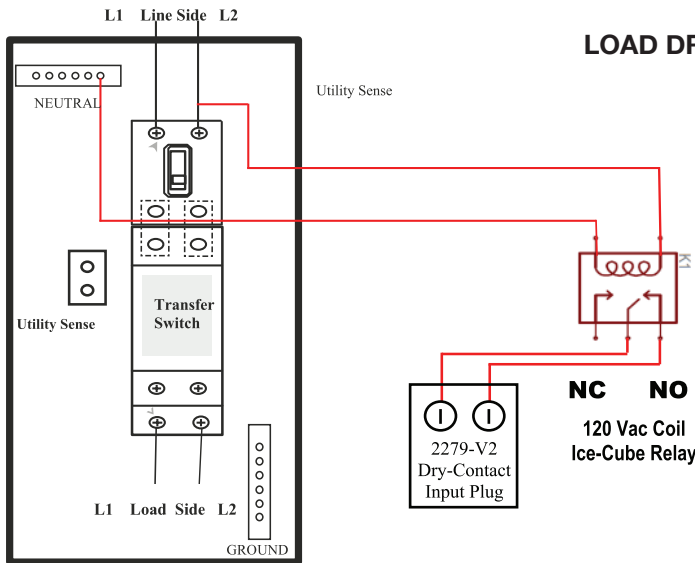 L1 Line Side L2
LOAD
NEUTRAL
Utility Sense
K1
Utility Sense
Transfer
Switch
NC NO
120 Vac Coil
Ice-Cube Relay
2279-V2
Dry-Contact
Input Plug
L1 Load Side L2
GROUND